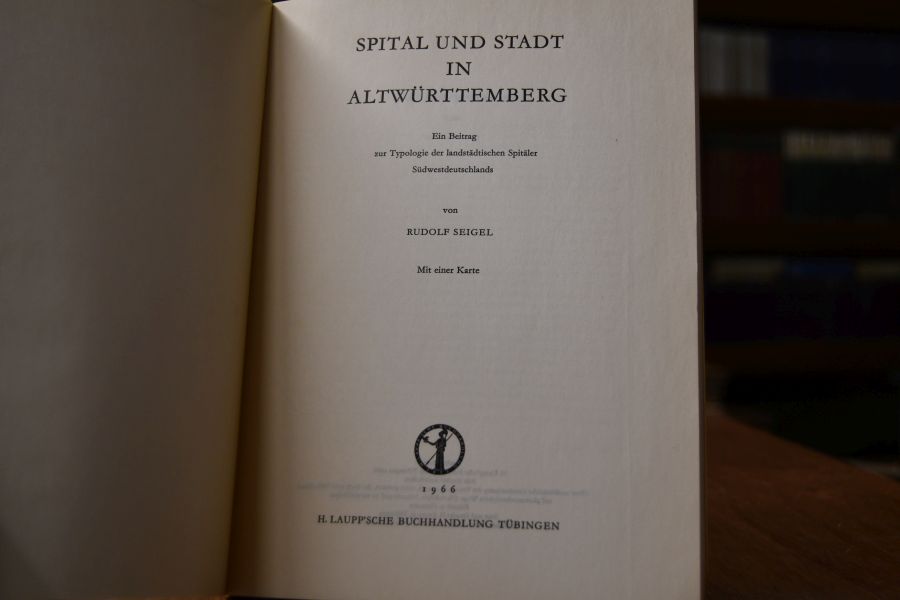 SPITAL UND STADT
IN
ALTWÜRTTEMBERG
Ein Beitrag
zur Typologie der landstädtischen Spitäler
Südwestdeutschlands
von
RUDOLF SEIGEL
Mit einer Karte
1966
H. LAUPP'SCHE BUCHHANDLUNG TÜBINGEN